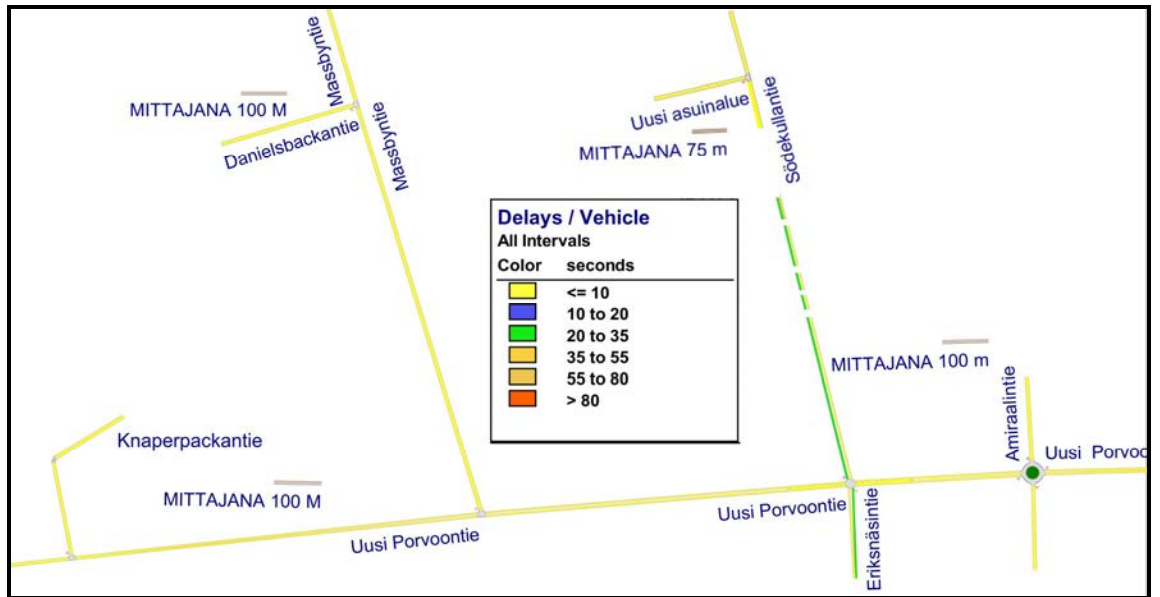 Massbyntie
MITTAJANA 100 M
Danielsbackantie
Massbyntie
Uusi asuinalue
MITTAJANA 75 m
Södekullantie
Delays / Vehicle
All Intervals
Color seconds
<= 10
10 to 20
20 to 35
35 to 55
55 to 80
> 80
MITTAJANA 100 m
Amiraalintie
Uusi Porvoo
Knaperpackantie
MITTAJANA 100 M
Uusi Porvoontie
Uusi Porvoontie
Eriksnäsintie